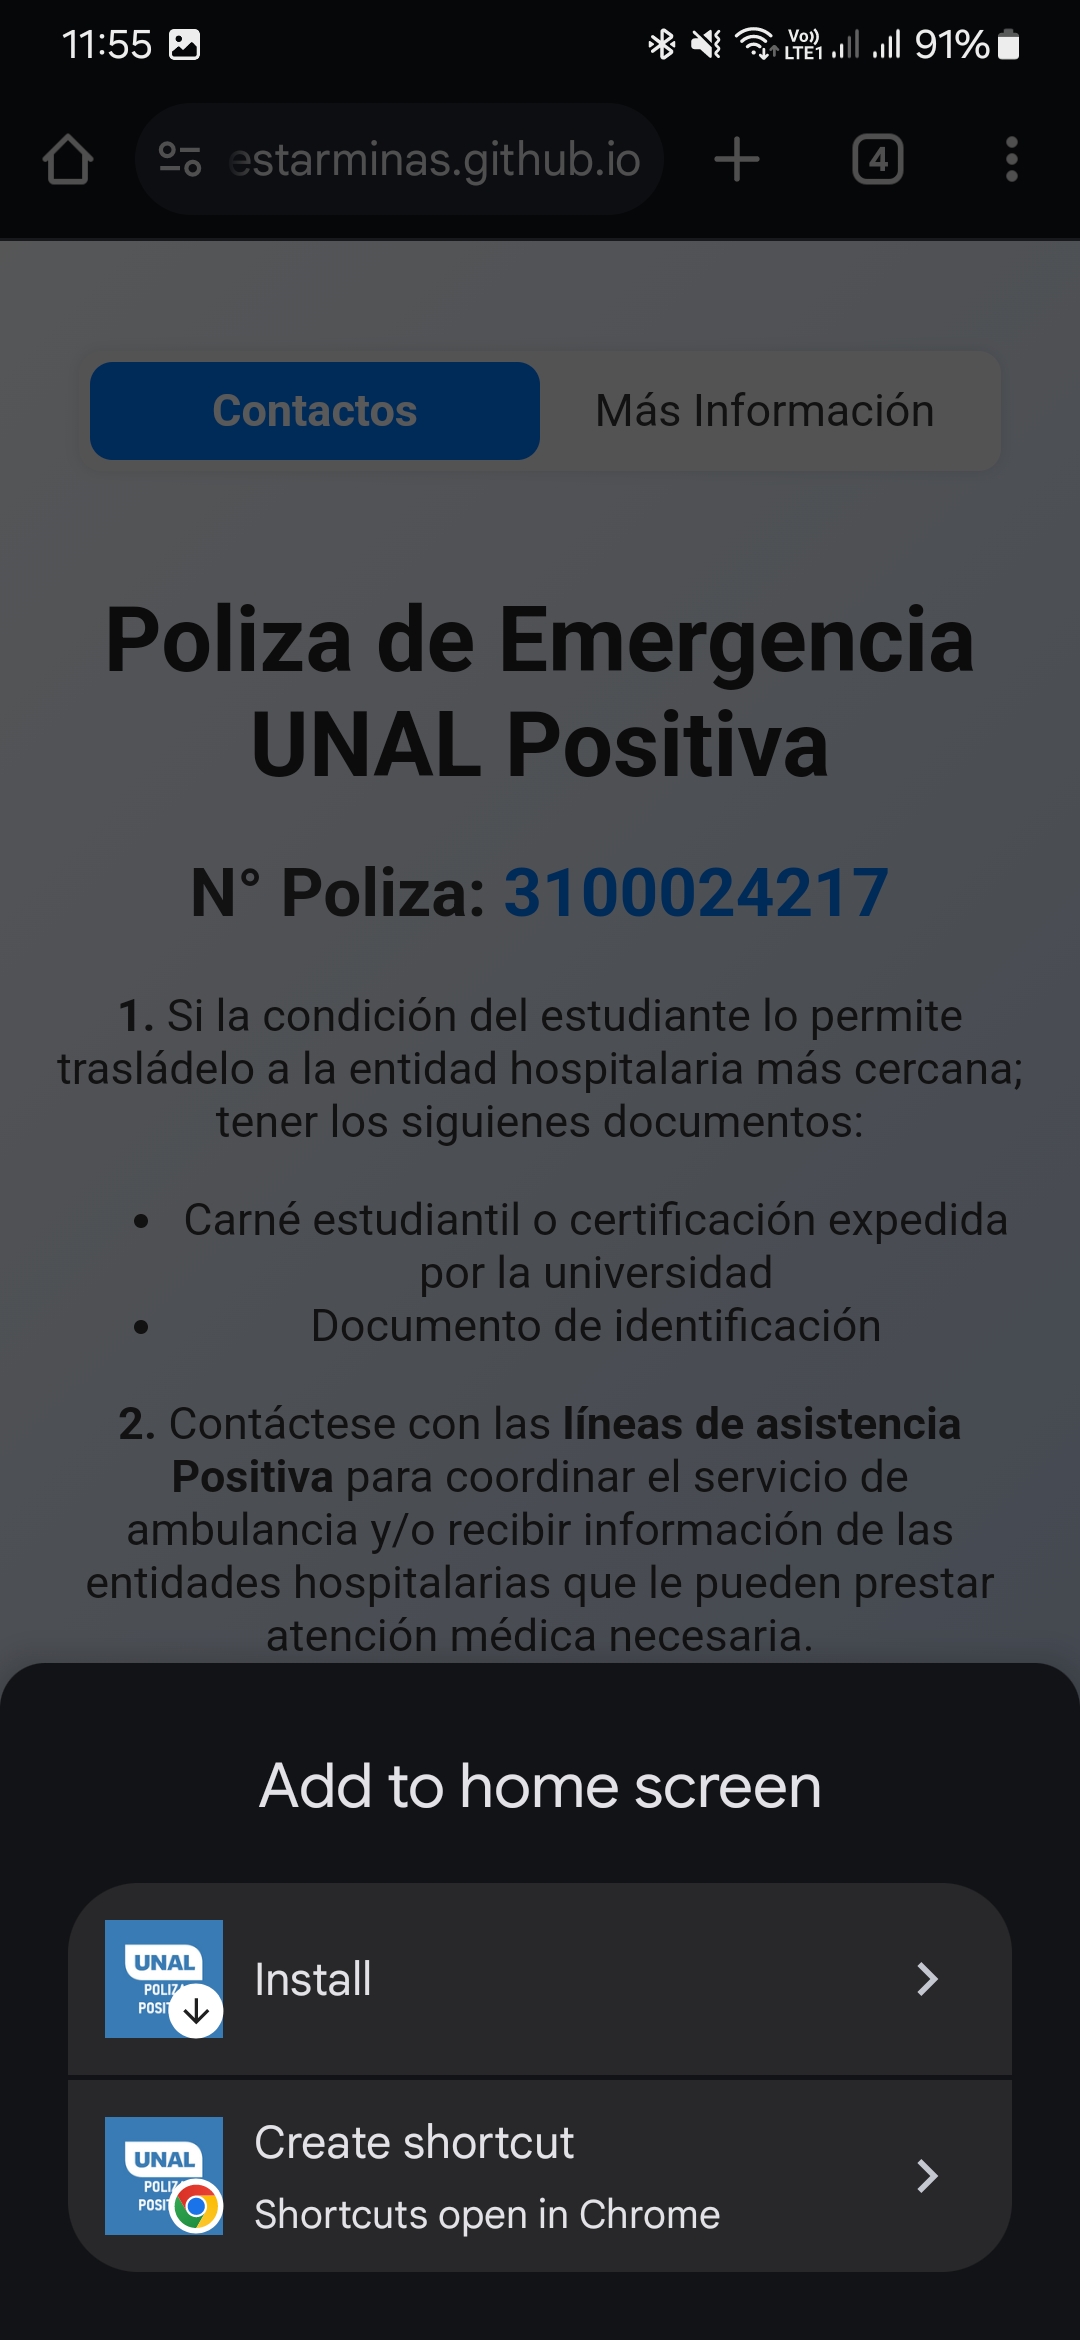 11:55
Vo))
LTE1
91%
estarminas.github.io
4
Contactos
Más Información
Poliza de Emergencia
UNAL Positiva
N° Poliza: 3100024217
1. Si la condición del estudiante lo permite
trasládelo a la entidad hospitalaria más cercana;
tener los siguienes documentos:
• Carné estudiantil o certificación expedida
por la universidad
• Documento de identificación
2. Contáctese con las líneas de asistencia
Positiva para coordinar el servicio de
ambulancia y/o recibir información de las
entidades hospitalarias que le pueden prestar
atención médica necesaria.
Add to home screen
UNAL
Install
UNAL
Create shortcut
Shortcuts open in Chrome